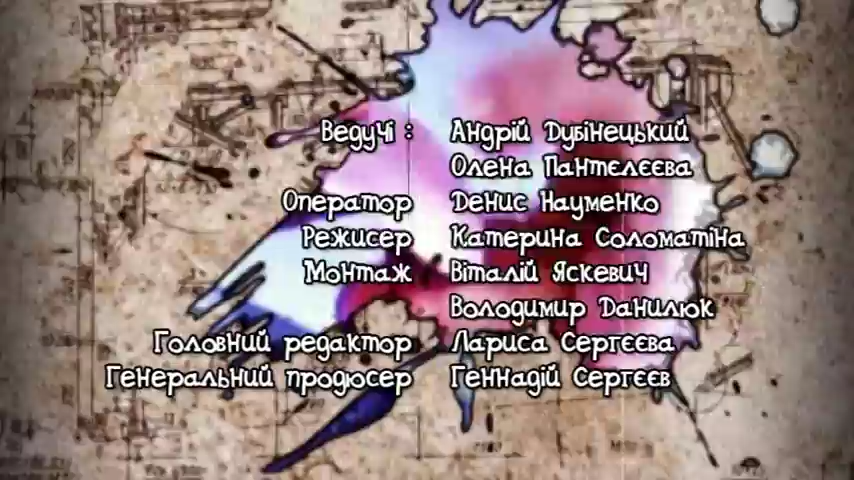 Ведучі : Андрій Дубінецький
Олена Пантєлєєва
Оператор Денис Науменко
Режисер Катерина Соломатіна
Монтаж Віталій Яскевич
Володимир Данилюк
Головний редактор Лариса Сергєєва
Генеральний продюсер Геннадій Сергєєв